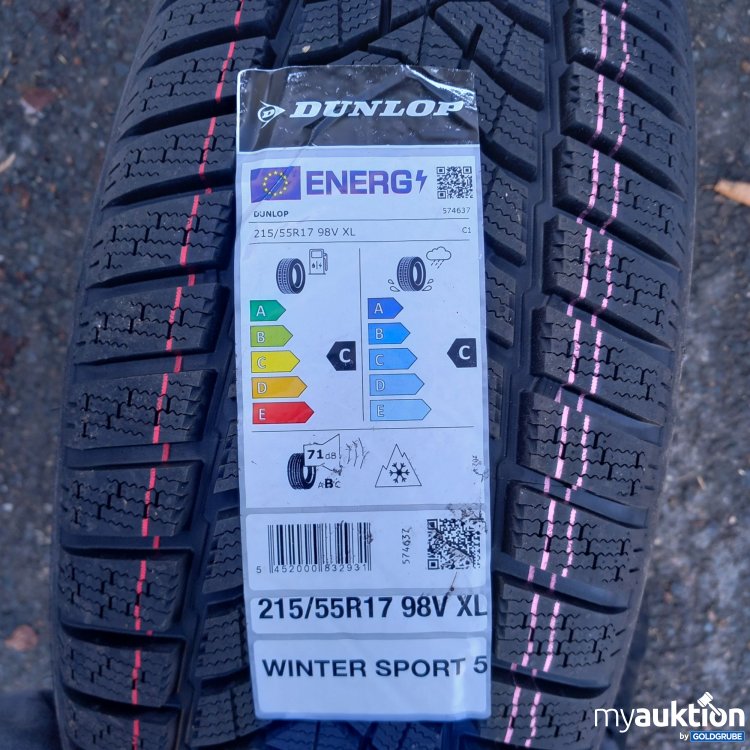 DUNLOP
ENERG
DUNLOP 574637
215/55R17 98V XL C1
A A
B B
C C C C
D D
E E
71dB
ABC
5 452000 832931
574637
215/55R17 98V XL
WINTER SPORT 5
myauktion
by GOLDGRUBE